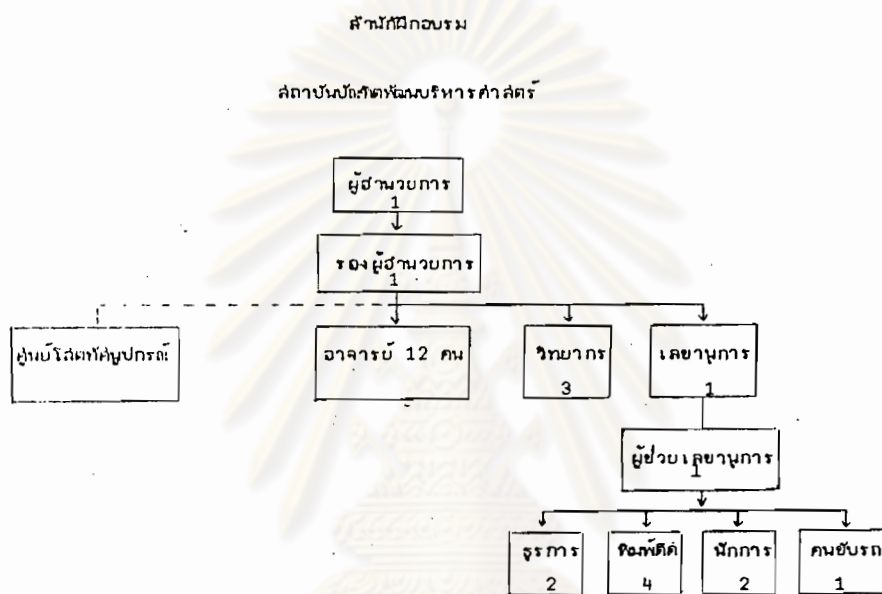 สำนักฝึกอบรม
สถาบันบัณฑิตพัฒนบริหารศาสตร์
ผู้อำนวยการ
1
รองผู้อำนวยการ
1
ศูนย์โสตทัศนูปกรณ์
อาจารย์ 12 คน
วิทยากร
3
เลขานุการ
1
ผู้ช่วยเลขานุการ
1
ธุรการ
2
พิมพ์ดีด
4
นักการ
2
คนขับรถ
1